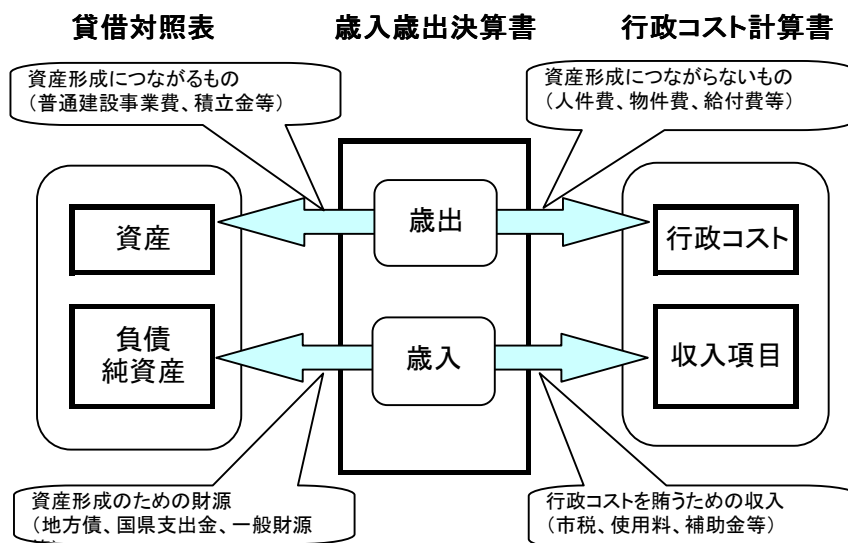 貸借対照表
歳入歳出決算書
行政コスト計算書
資産形成につながるもの
（普通建設事業費、積立金等）
資産形成につながらないもの
（人件費、物件費、給付費等）
資産
歳出
行政コスト
負債
純資産
歳入
収入項目
資産形成のための財源
（地方債、国県支出金、一般財源
行政コストを賄うための収入
（市税、使用料、補助金等）